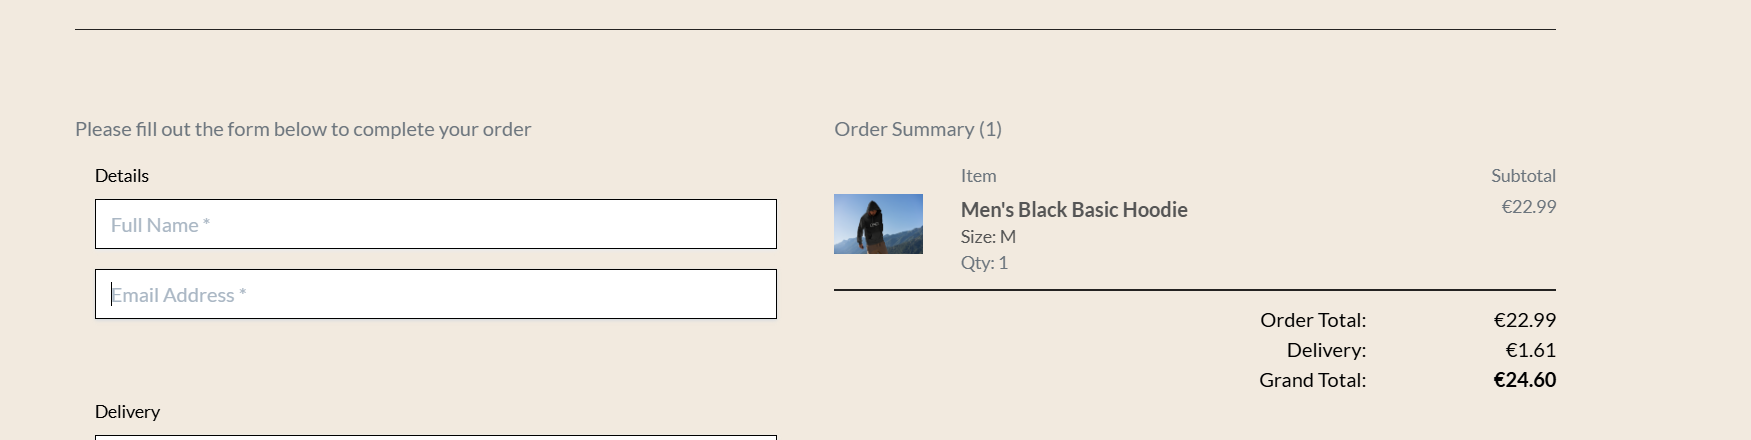 Please fill out the form below to complete your order
Details
Full Name *
Email Address *
Delivery
Order Summary (1)
Item Subtotal
Men's Black Basic Hoodie €22.99
Size: M
Qty: 1
Order Total: €22.99
Delivery: €1.61
Grand Total: €24.60